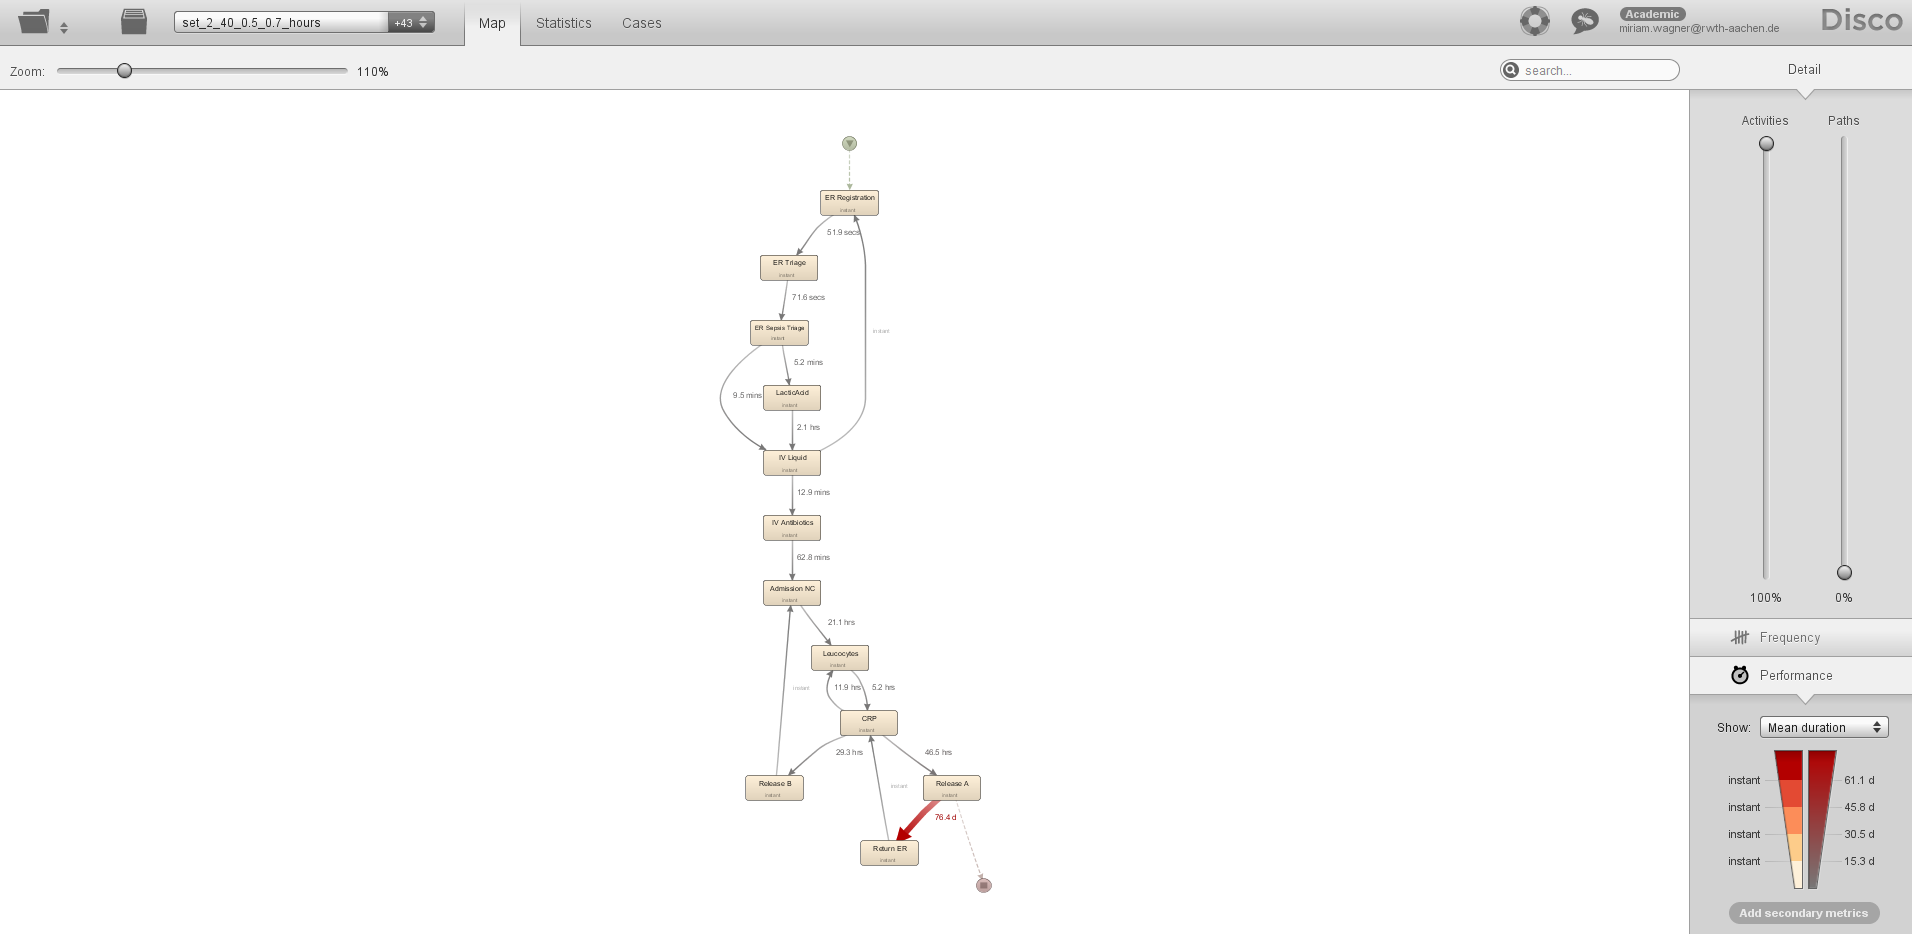 set_2_40_0.5_0.7_hours
+43
Map
Statistics
Cases
Academic
miriam.wagner@rwth-aachen.de
Disco
Zoom:
110%
search...
Detail
Activities
Paths
100%
0%
Frequency
Performance
Show:
Mean duration
instant
61.1 d
instant
45.8 d
instant
30.5 d
instant
15.3 d
Add secondary metrics
ER Registration
instant
51.9 secs
ER Triage
instant
71.6 secs
ER Sepsis Triage
instant
instant
5.2 mins
9.5 mins
LacticAcid
instant
2.1 hrs
IV Liquid
instant
12.9 mins
IV Antibiotics
instant
62.8 mins
Admission NC
instant
21.1 hrs
Leucocytes
instant
instant
11.9 hrs
5.2 hrs
CRP
instant
29.3 hrs
46.5 hrs
Release B
instant
instant
Release A
instant
76.4 d
Return ER
instant